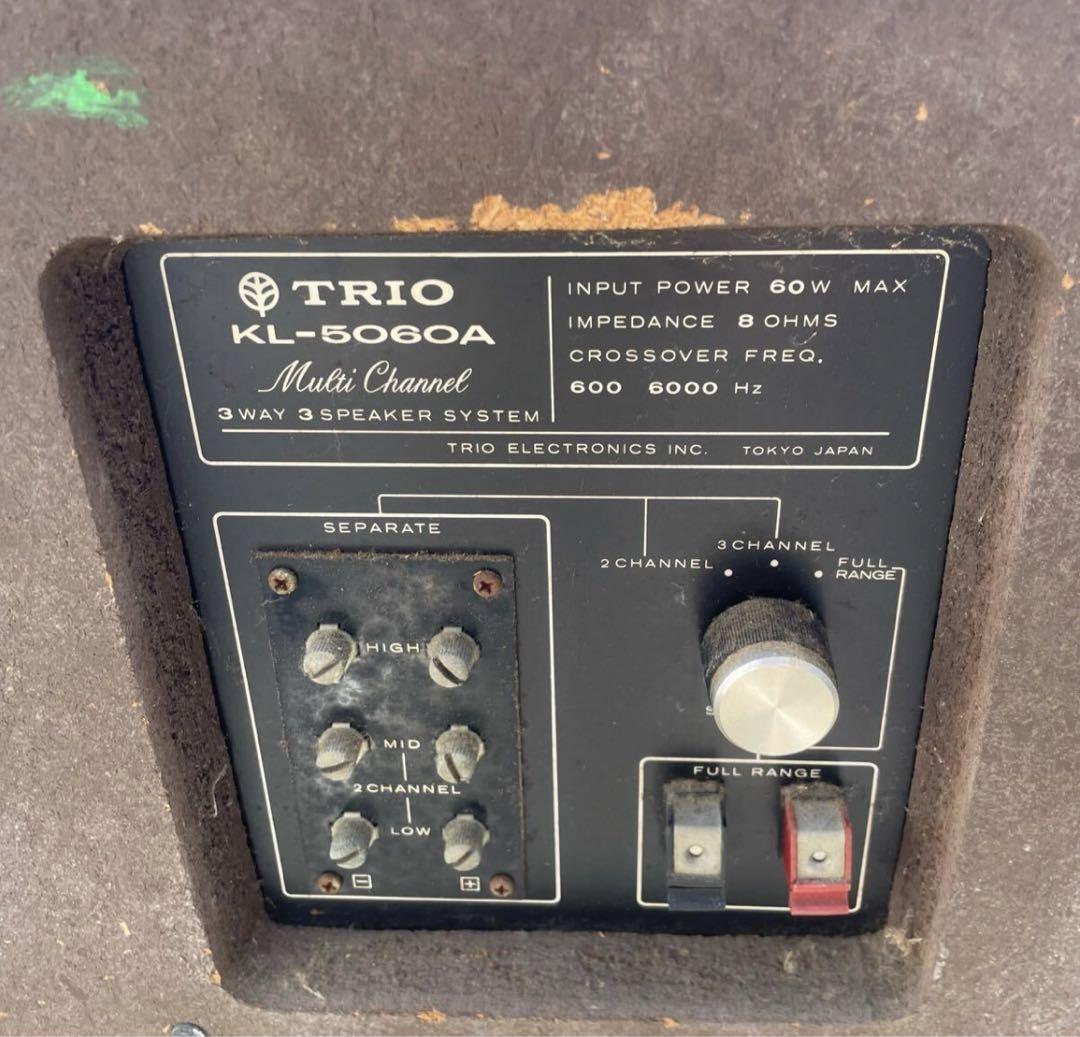 TRIO
KL-5060A
Multi Channel
3 WAY 3 SPEAKER SYSTEM
INPUT POWER 60W MAX
IMPEDANCE 8 OHMS
CROSSOVER FREQ.
600 6000 Hz
TRIO ELECTRONICS INC. TOKYO JAPAN
SEPARATE
HIGH
MID
2 CHANNEL
LOW
− +
3 CHANNEL
2 CHANNEL
FULL
RANGE
FULL RANGE